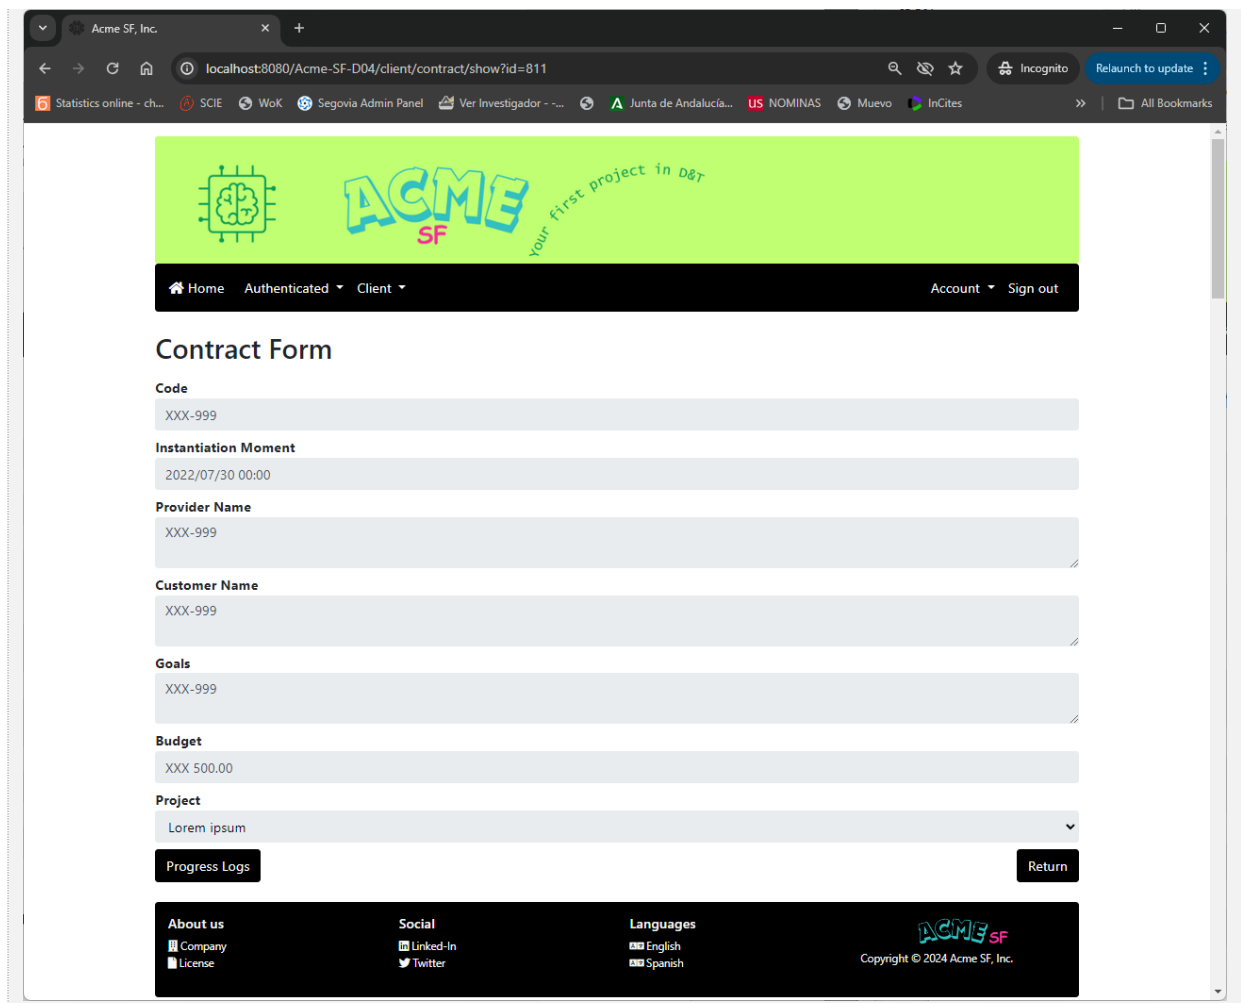 Acme SF, Inc.
localhost:8080/Acme-SF-D04/client/contract/show?id=811
Incognito
Relaunch to update
6 Statistics online - ch...
SCIE
WoK
Segovia Admin Panel
Ver Investigador - -...
Junta de Andalucía...
US NOMINAS
Muevo
InCites
»
All Bookmarks
ACME
SF
Your first project in D&T
Home
Authenticated
Client
Account
Sign out
Contract Form
Code
XXX-999
Instantiation Moment
2022/07/30 00:00
Provider Name
XXX-999
Customer Name
XXX-999
Goals
XXX-999
Budget
XXX 500.00
Project
Lorem ipsum
Progress Logs
Return
About us
Company
License
Social
in Linked-In
Twitter
Languages
English
Spanish
ACME SF
Copyright © 2024 Acme SF, Inc.